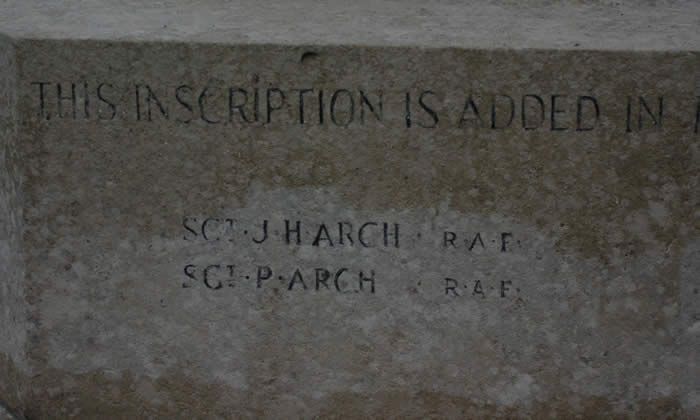 THIS INSCRIPTION IS ADDED IN
SGT·J·H·ARCH · R·A·F·
SGT·P·ARCH · R·A·F·